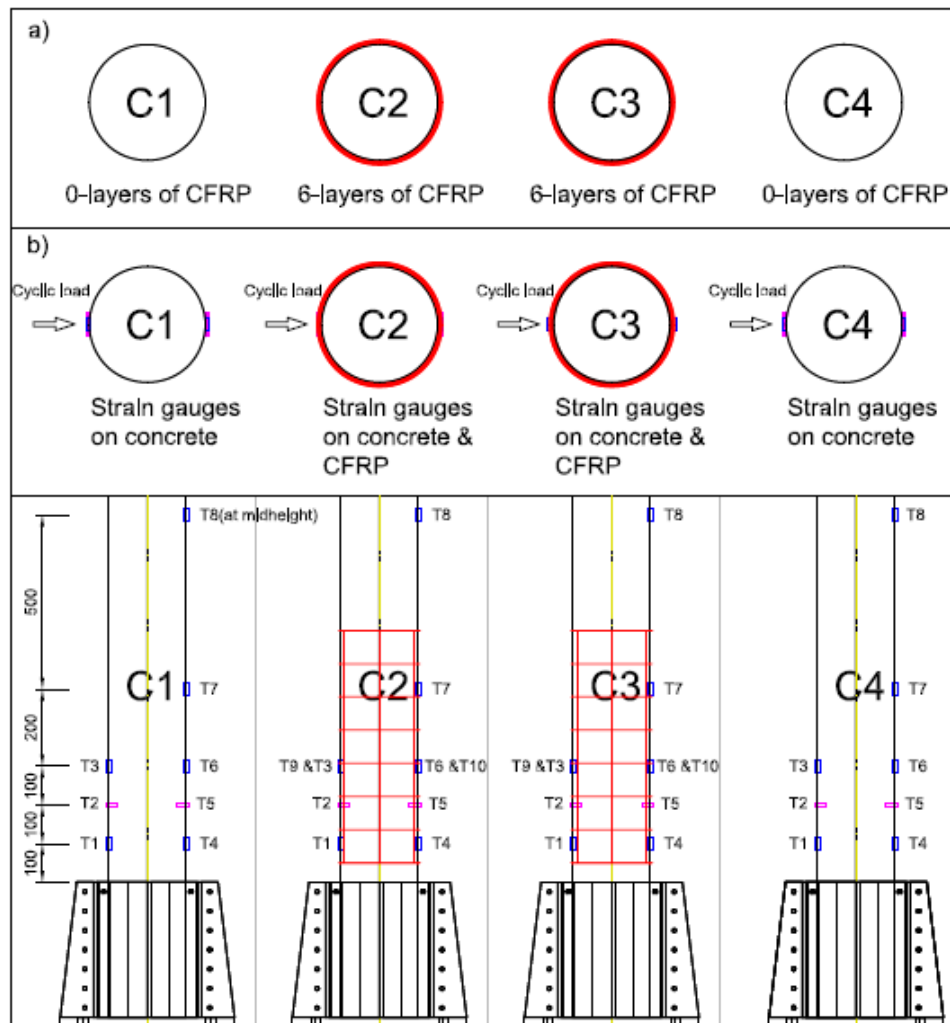 a)
C1 C2 C3 C4
0-layers of CFRP 6-layers of CFRP 6-layers of CFRP 0-layers of CFRP
b)
Cyclic load Cyclic load Cyclic load Cyclic load
C1 C2 C3 C4
Strain gauges Strain gauges Strain gauges Strain gauges
on concrete on concrete & on concrete & on concrete
CFRP CFRP
T8(at midheight) T8 T8 T8
500
C1 T7 C2 T7 C3 T7 C4 T7
200
T3 T6 T9 &T3 T6 &T10 T9 &T3 T6 &T10 T3 T6
100
T2 T5 T2 T5 T2 T5 T2 T5
100
T1 T4 T1 T4 T1 T4 T1 T4
100